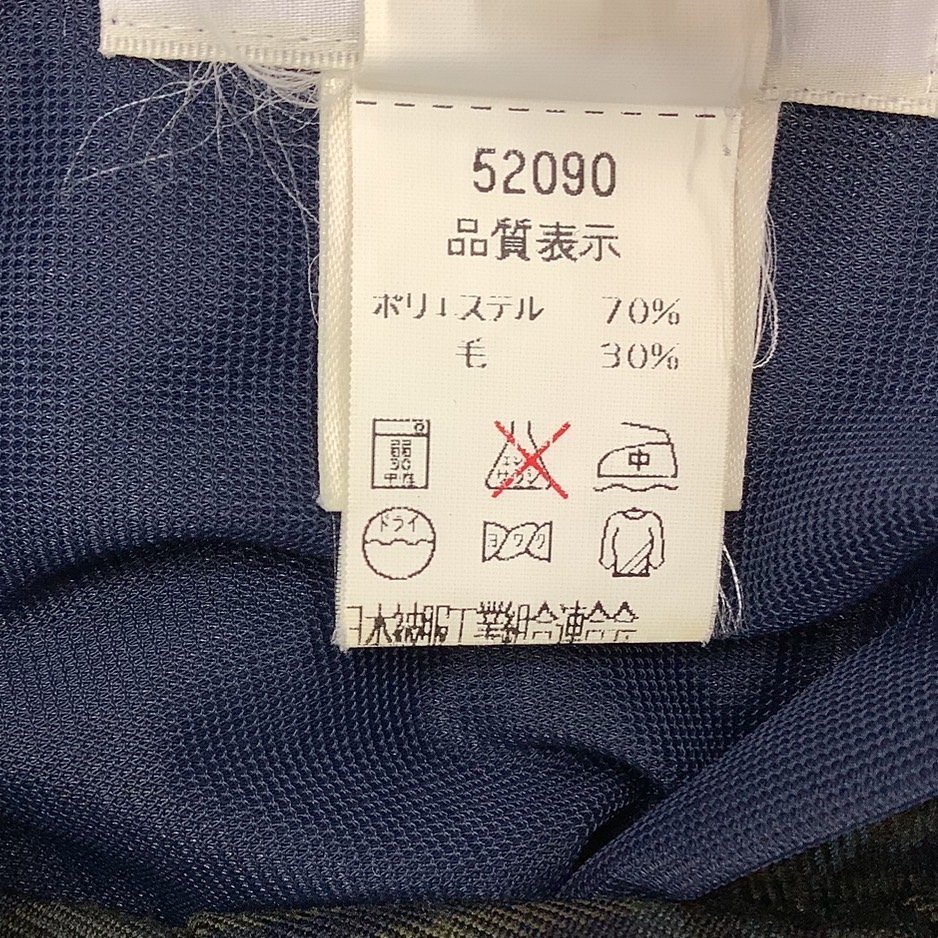 52090
品質表示
ポリエステル 70%
毛 30%
弱
30
中性
エンソサラシ
中
ドライ
ヨワク
日本被服工業組合連合会